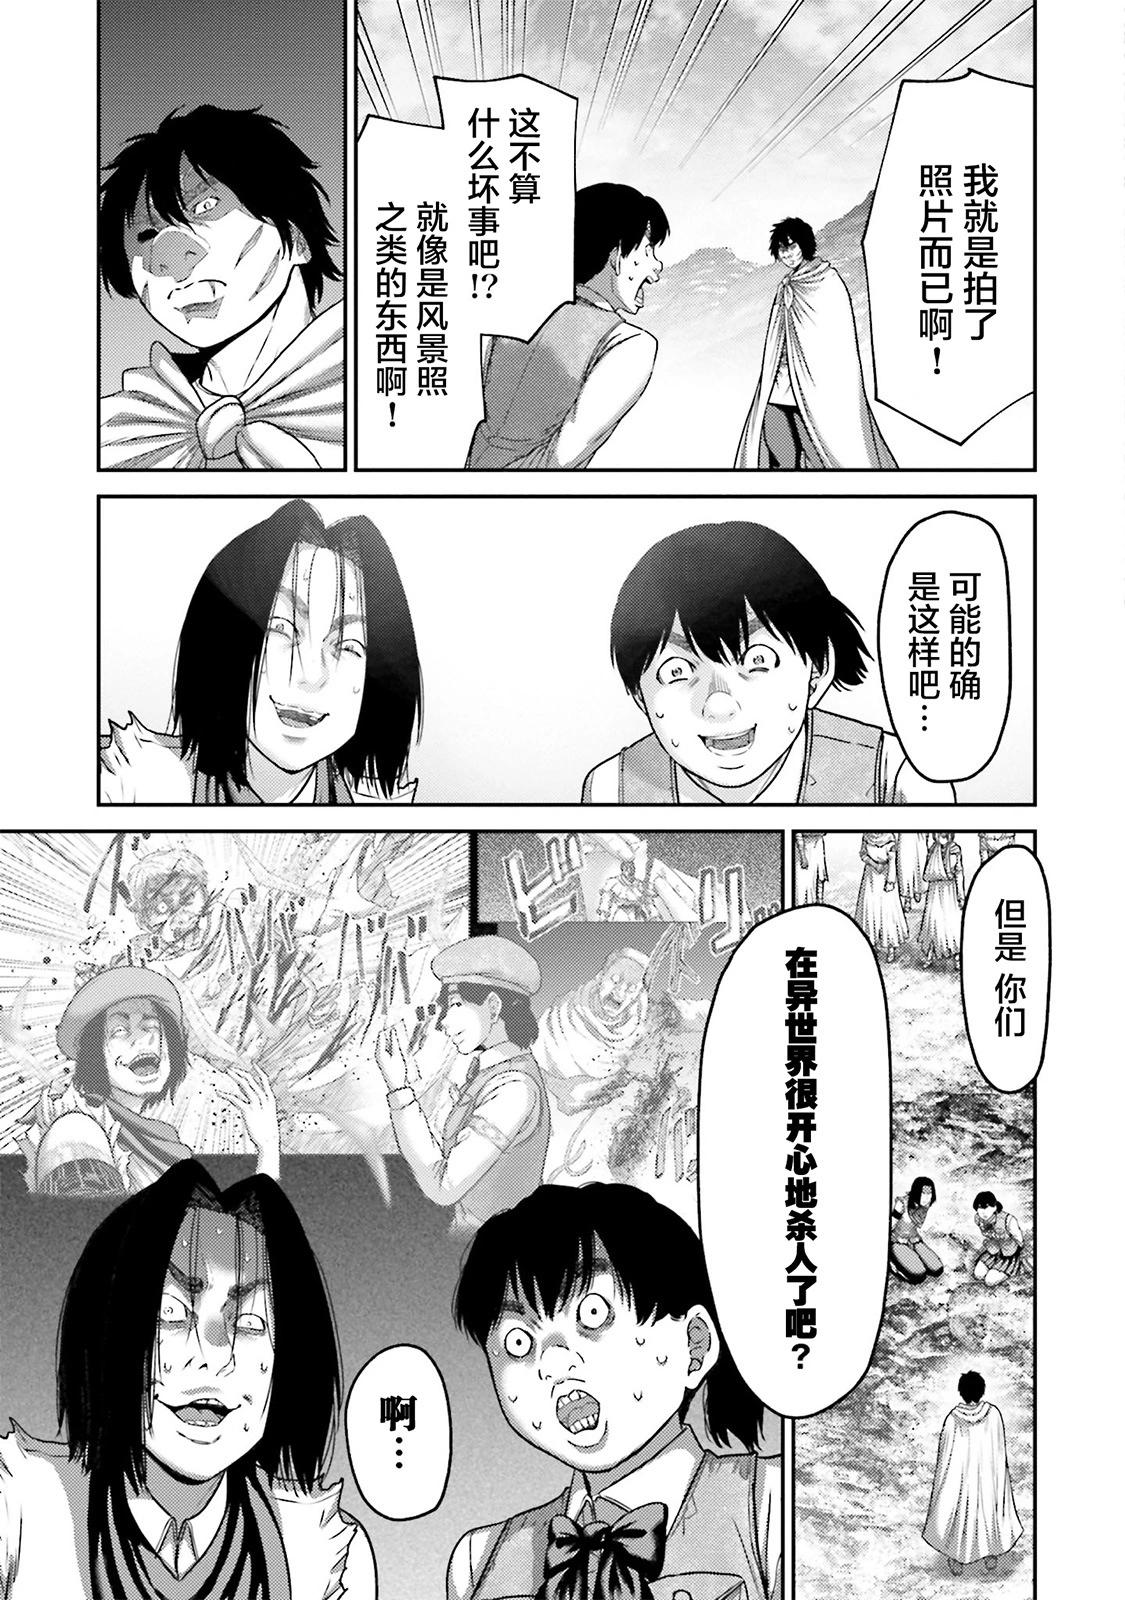 我就是拍了
照片而已啊！
这不算
什么坏事吧!?
就像是风景照
之类的东西啊！
可能的确
是这样吧…
但是 你们
在异世界很开心地杀人了吧？
啊…